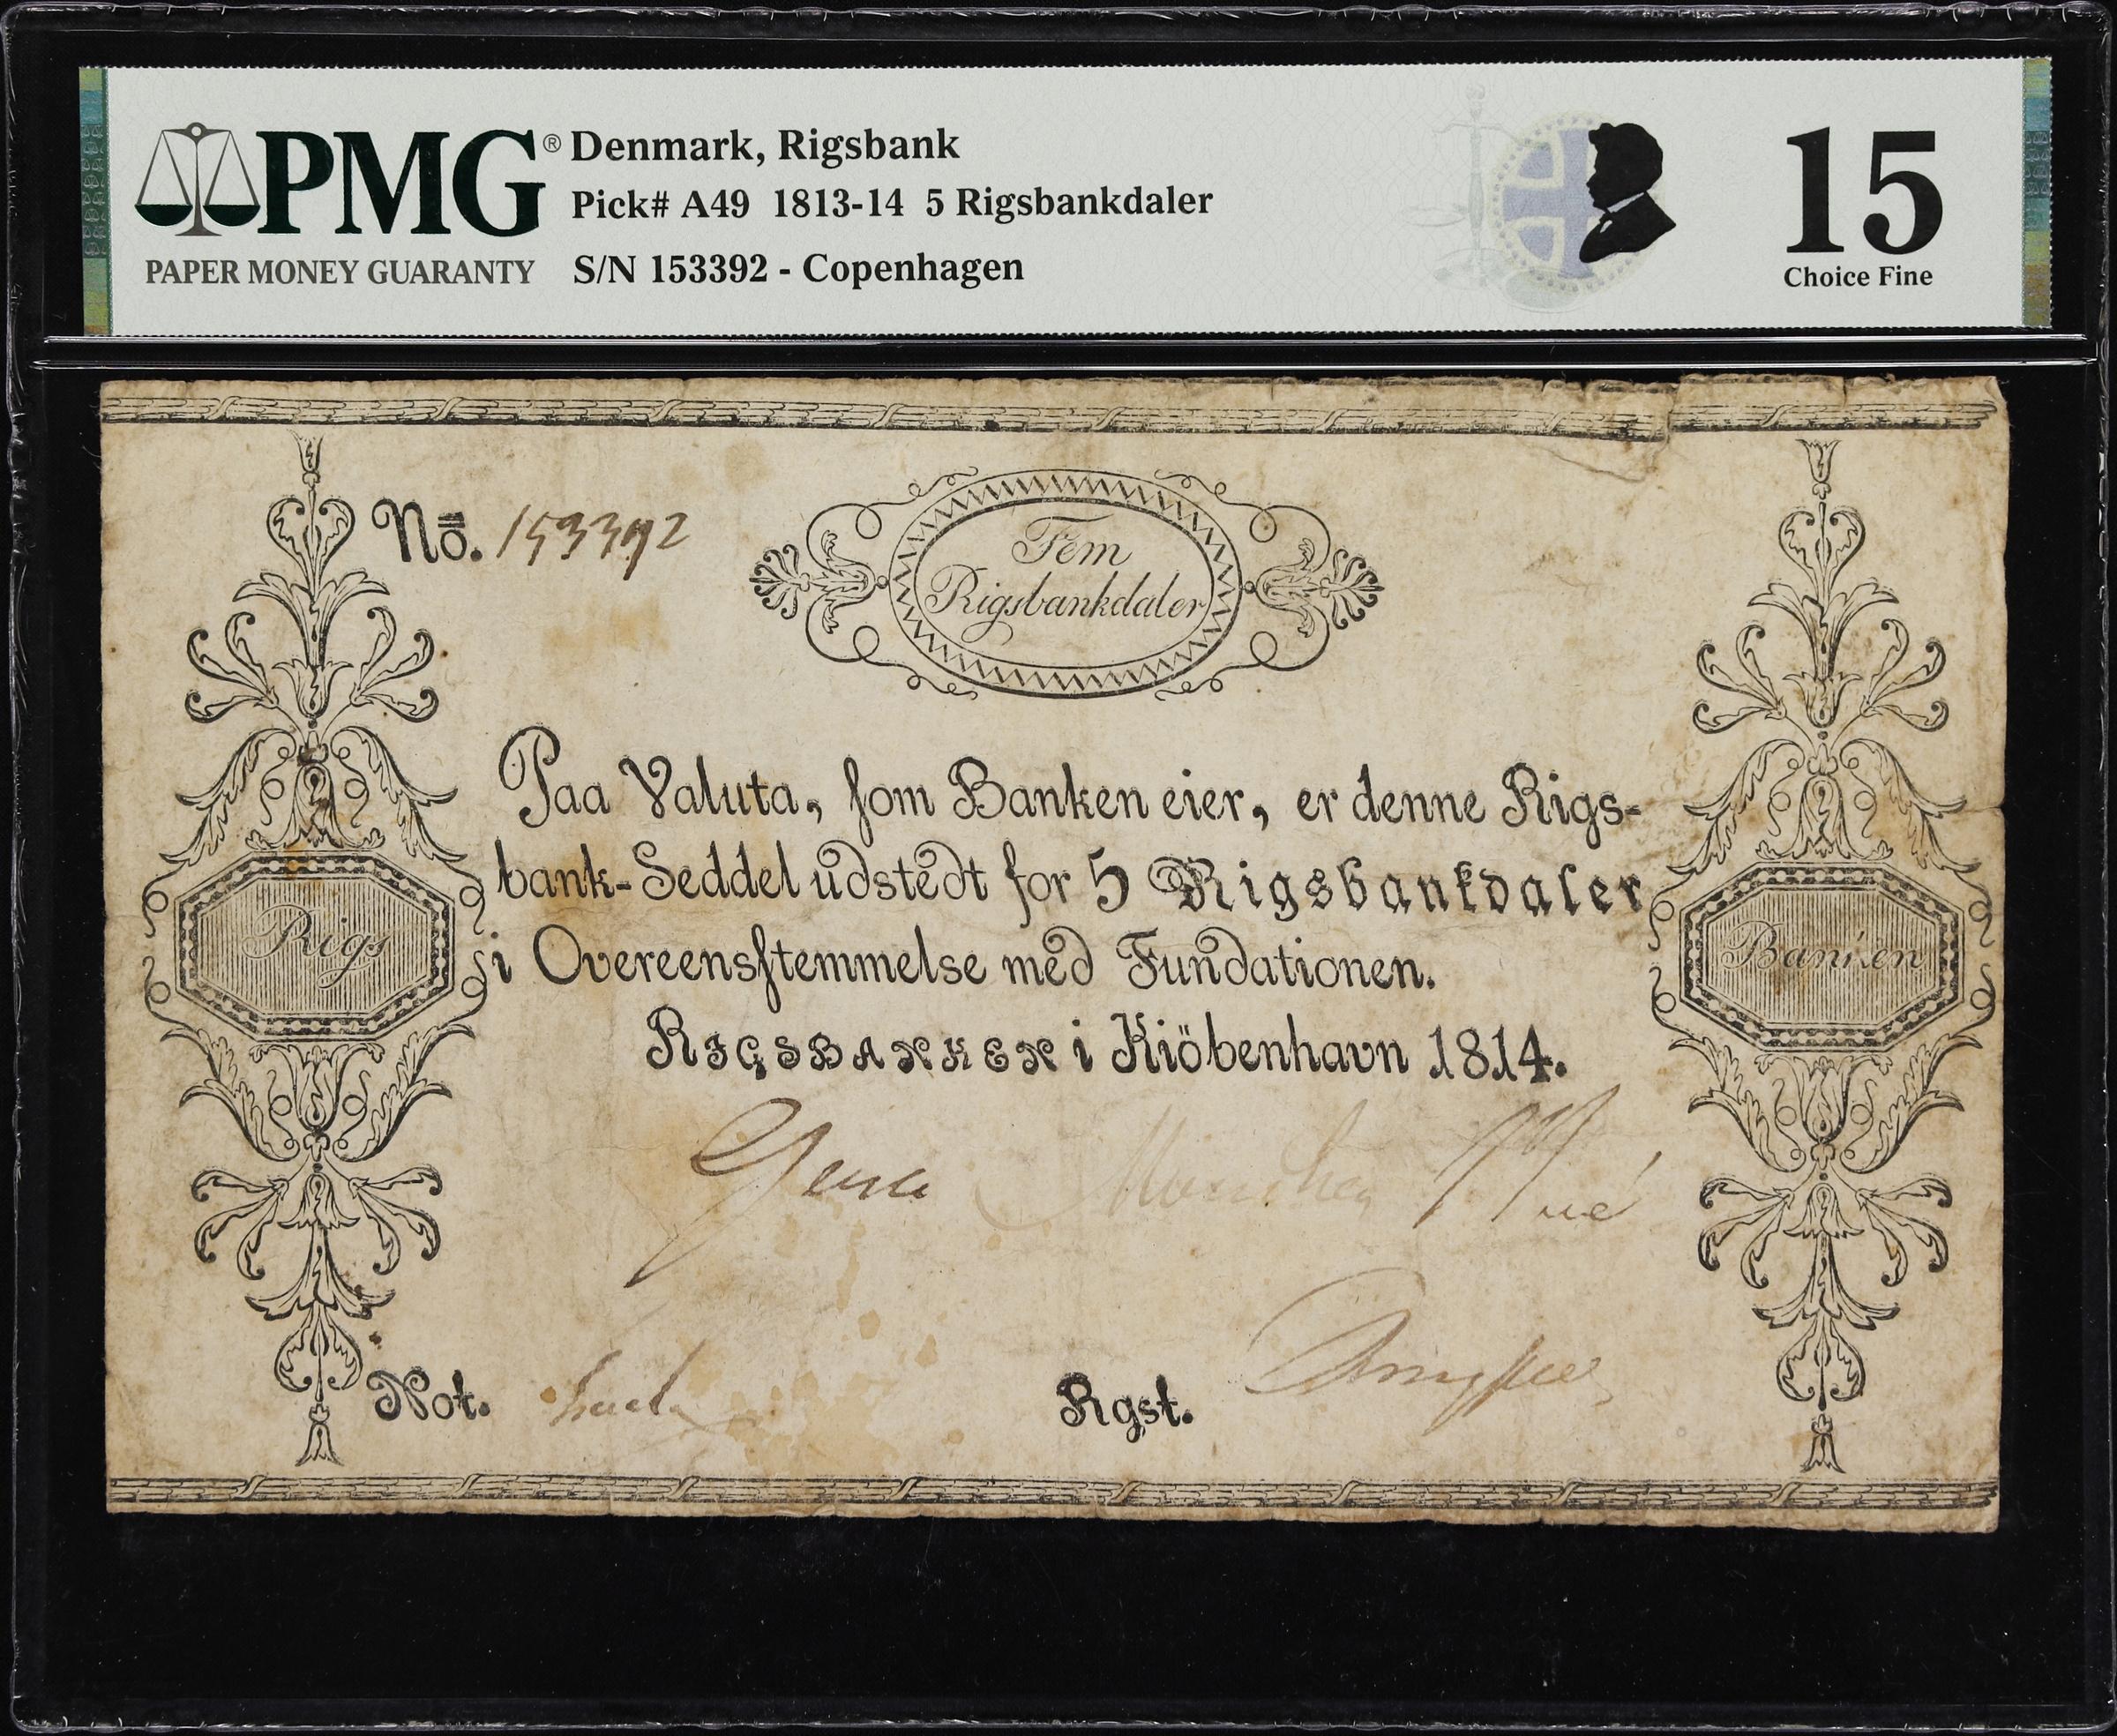 PMG® Denmark, Rigsbank
Pick# A49 1813-14 5 Rigsbankdaler
PAPER MONEY GUARANTY S/N 153392 - Copenhagen
15
Choice Fine
No. 153392
Fem
Rigsbankdaler
Paa Valuta, som Banken eier, er denne Rigs-
bank-Seddel udstedt for 5 Rigsbankdaler
i Overeensstemmelse med Fundationen.
RIGSBANKEN i Kiöbenhavn 1814.
Rigs
Banken
Not.
Rgst.